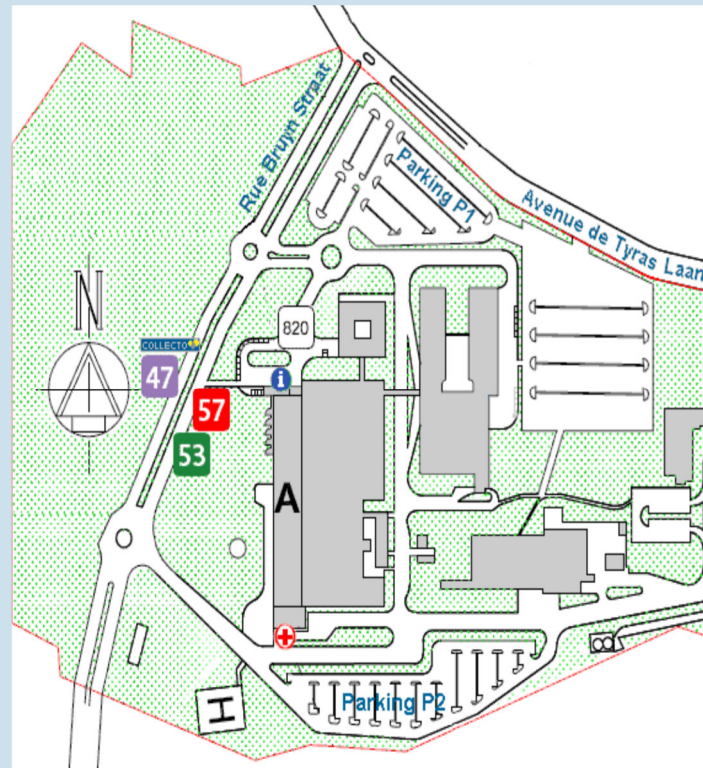 Rue Bruyn Straat
Parking P1
Avenue de Tyras Laan
N
820
COLLECTO
i
47
57
53
A
H
Parking P2